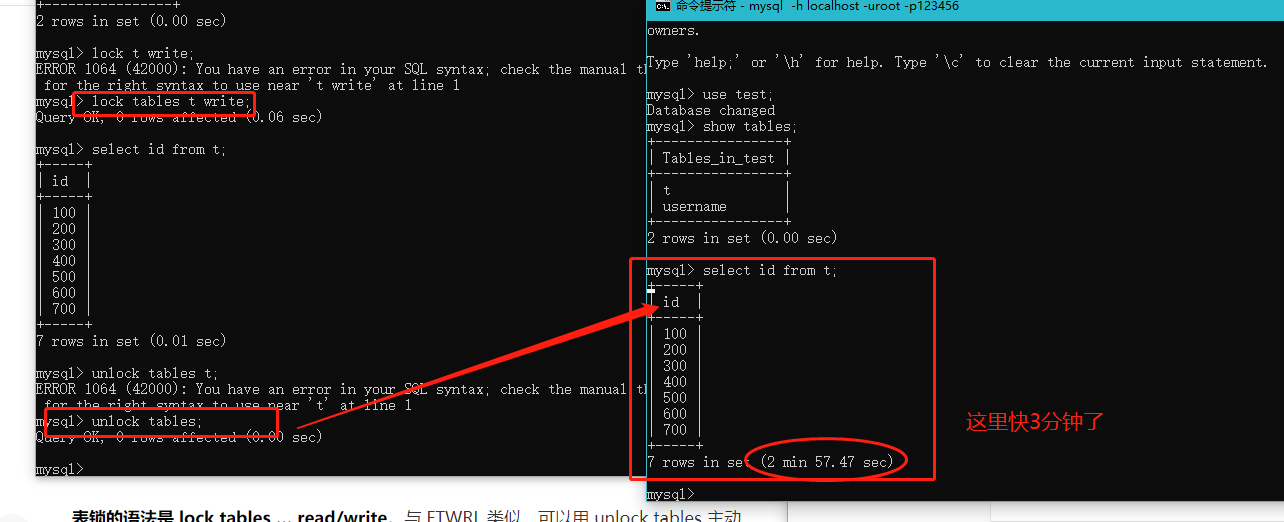 +---------------+
2 rows in set (0.00 sec)
mysql> lock t write;
ERROR 1064 (42000): You have an error in your SQL syntax; check the manual th
for the right syntax to use near 't write' at line 1
mysql> lock tables t write;
Query OK, 0 rows affected (0.06 sec)
mysql> select id from t;
+-----+
| id  |
+-----+
| 100 |
| 200 |
| 300 |
| 400 |
| 500 |
| 600 |
| 700 |
+-----+
7 rows in set (0.01 sec)
mysql> unlock tables t;
ERROR 1064 (42000): You have an error in your SQL syntax; check the manual th
for the right syntax to use near 't' at line 1
mysql> unlock tables;
Query OK, 0 rows affected (0.00 sec)
mysql>
命令提示符 - mysql -h localhost -uroot -p123456
owners.
Type 'help;' or '\h' for help. Type '\c' to clear the current input statement.
mysql> use test;
Database changed
mysql> show tables;
+----------------+
| Tables_in_test |
+----------------+
| t              |
| username       |
+----------------+
2 rows in set (0.00 sec)
mysql> select id from t;
+-----+
| id  |
+-----+
| 100 |
| 200 |
| 300 |
| 400 |
| 500 |
| 600 |
| 700 |
+-----+
7 rows in set (2 min 57.47 sec)
mysql>
这里快3分钟了
表锁的语法是 lock tables … read/write。与 FTWRL 类似，可以用 unlock tables 主动